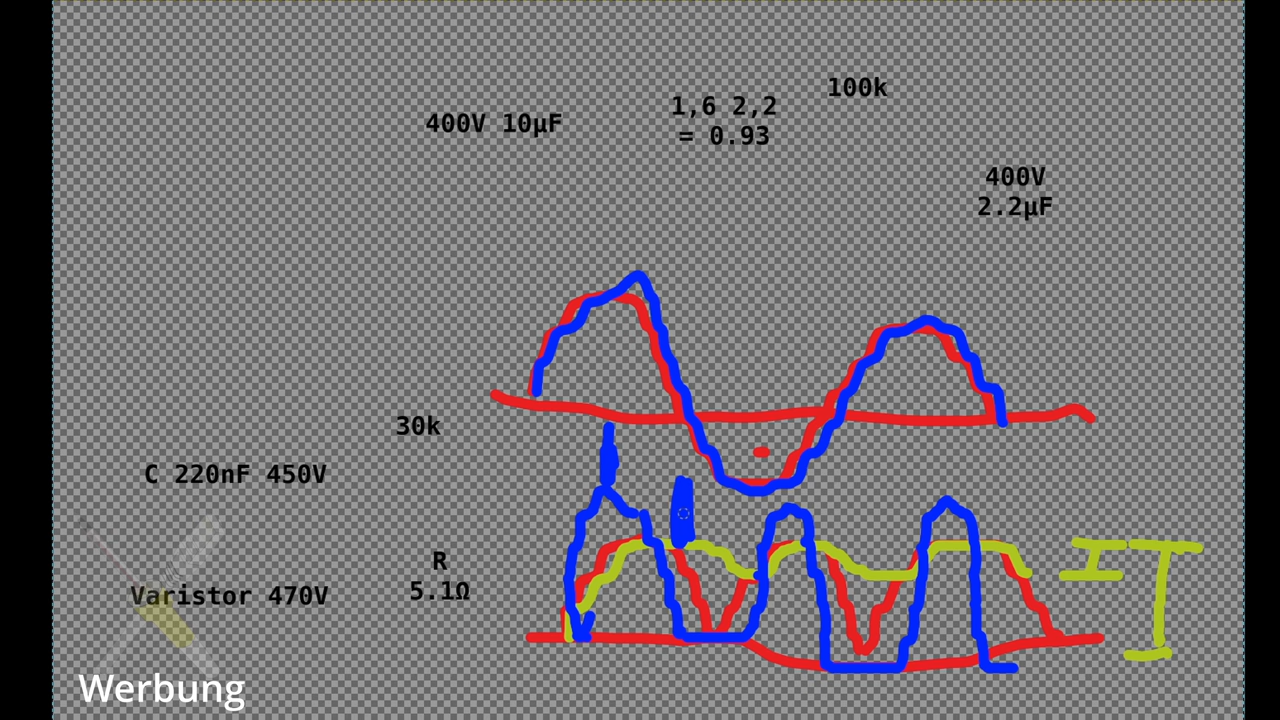 100k
1,6 2,2
= 0.93
400V 10µF
400V
2.2µF
30k
C 220nF 450V
R
5.1Ω
Varistor 470V
Werbung